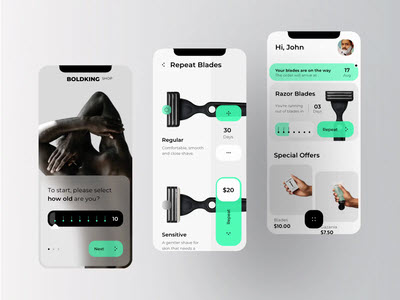 BOLDKING SHOP
To start, please select
how old are you?
10
Next
Repeat Blades
Regular
Comfortable, smooth
and close shave.
30
Days
$20
Repeat
Sensitive
A gentle shave for
skin that needs a
Hi, John
Your blades are on the way
The order will arrive at
17
Aug
Razor Blades
You're running
out of blades in
03
Days
Repeat
Special Offers
Blades
$10.00
$7.50